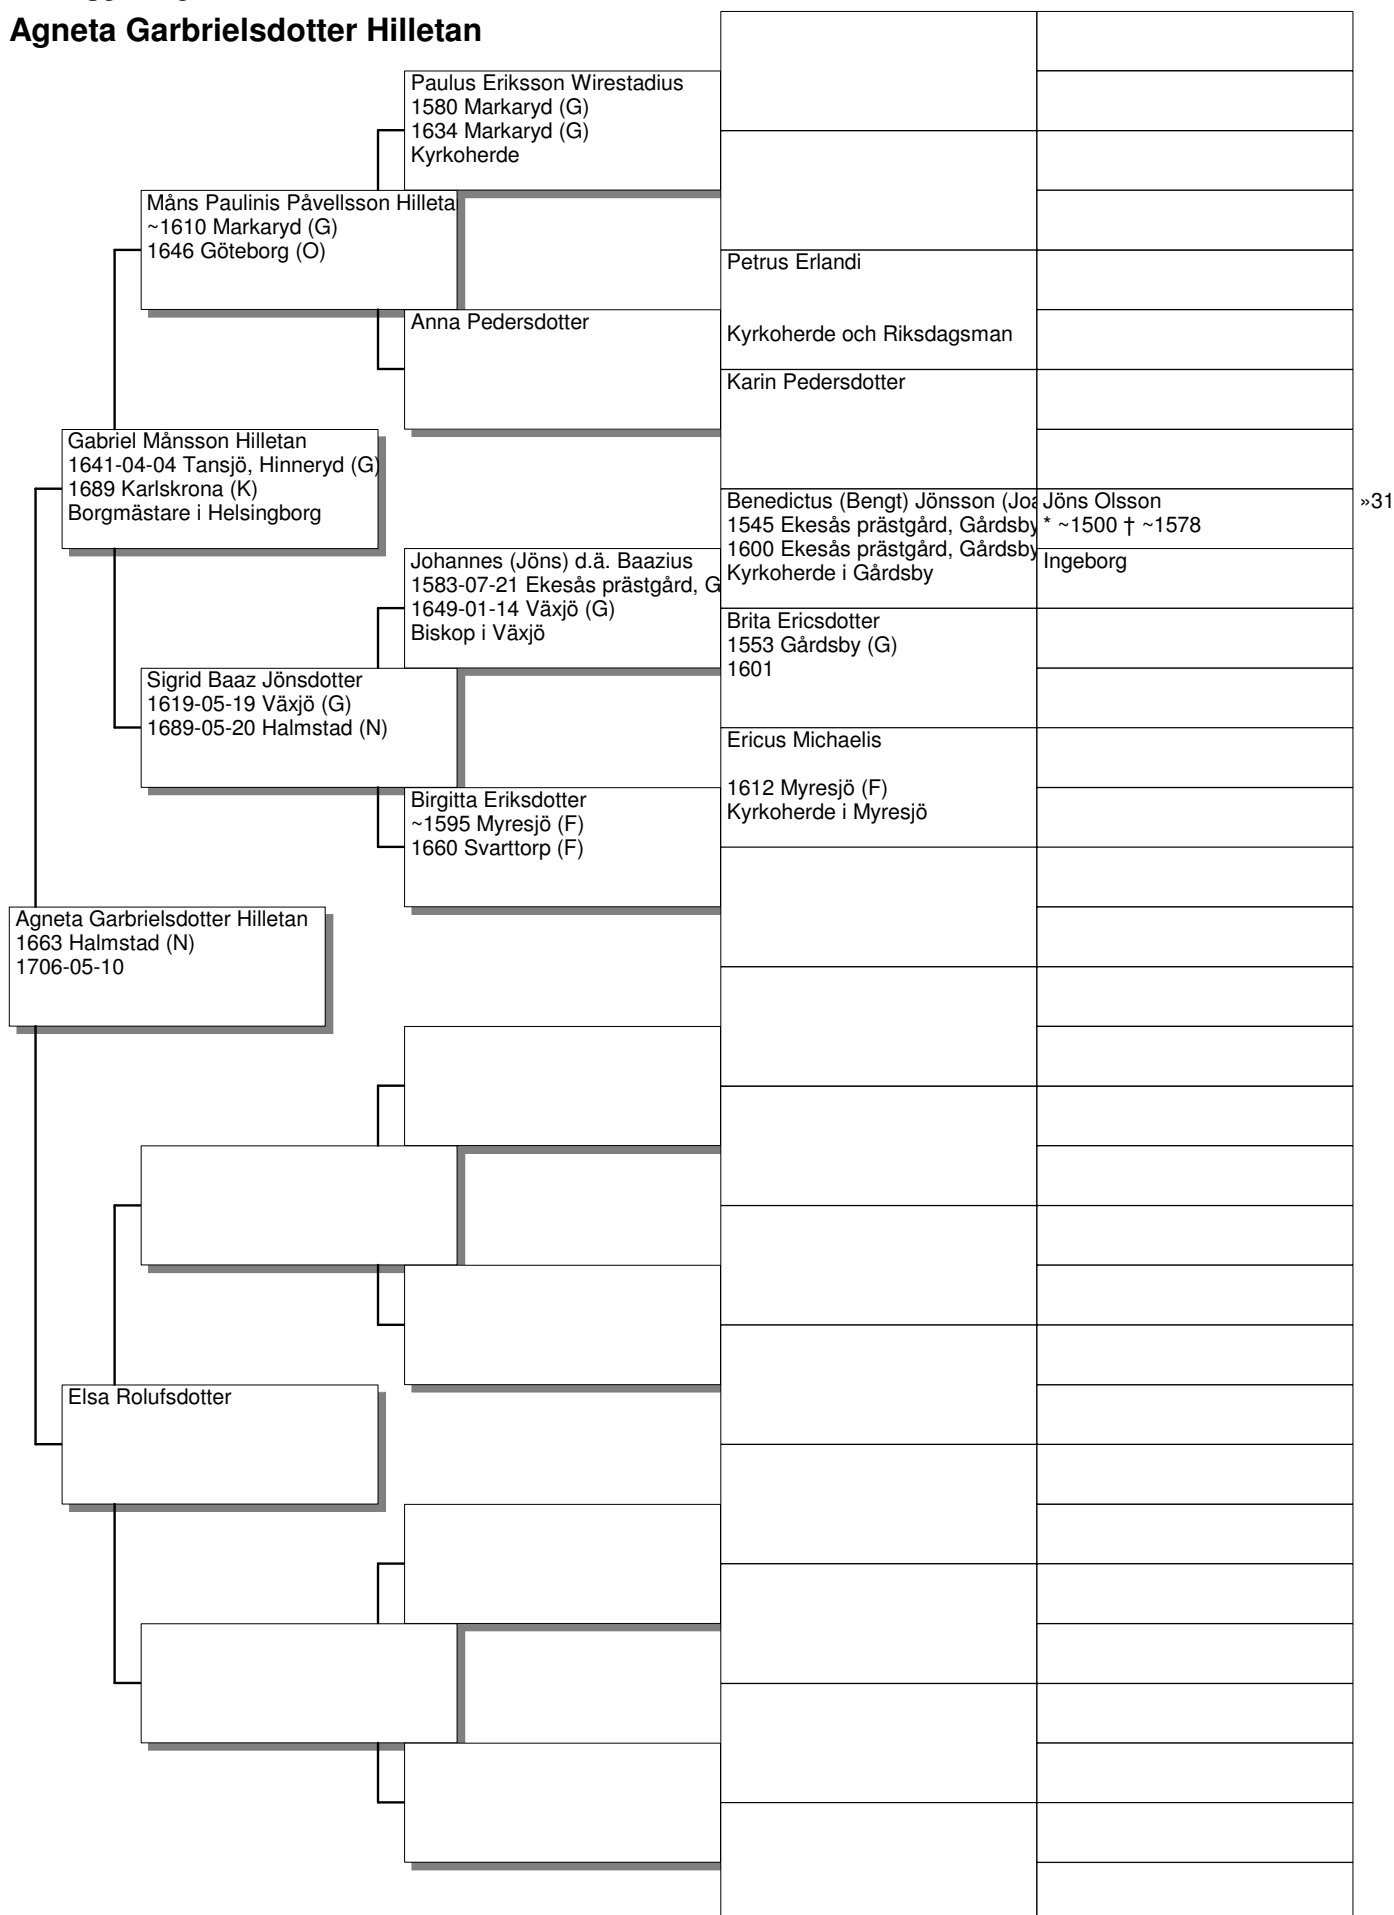 Agneta Garbrielsdotter Hilletan
Paulus Eriksson Wirestadius
1580 Markaryd (G)
1634 Markaryd (G)
Kyrkoherde
Måns Paulinis Påvellsson Hilleta
~1610 Markaryd (G)
1646 Göteborg (O)
Petrus Erlandi
Kyrkoherde och Riksdagsman
Anna Pedersdotter
Karin Pedersdotter
Gabriel Månsson Hilletan
1641-04-04 Tansjö, Hinneryd (G)
1689 Karlskrona (K)
Borgmästare i Helsingborg
Benedictus (Bengt) Jönsson (Joa
1545 Ekesås prästgård, Gårdsby
1600 Ekesås prästgård, Gårdsby
Kyrkoherde i Gårdsby
Jöns Olsson
* ~1500 † ~1578
»31
Ingeborg
Johannes (Jöns) d.ä. Baazius
1583-07-21 Ekesås prästgård, G
1649-01-14 Växjö (G)
Biskop i Växjö
Brita Ericsdotter
1553 Gårdsby (G)
1601
Sigrid Baaz Jönsdotter
1619-05-19 Växjö (G)
1689-05-20 Halmstad (N)
Ericus Michaelis
1612 Myresjö (F)
Kyrkoherde i Myresjö
Birgitta Eriksdotter
~1595 Myresjö (F)
1660 Svarttorp (F)
Agneta Garbrielsdotter Hilletan
1663 Halmstad (N)
1706-05-10
Elsa Rolufsdotter